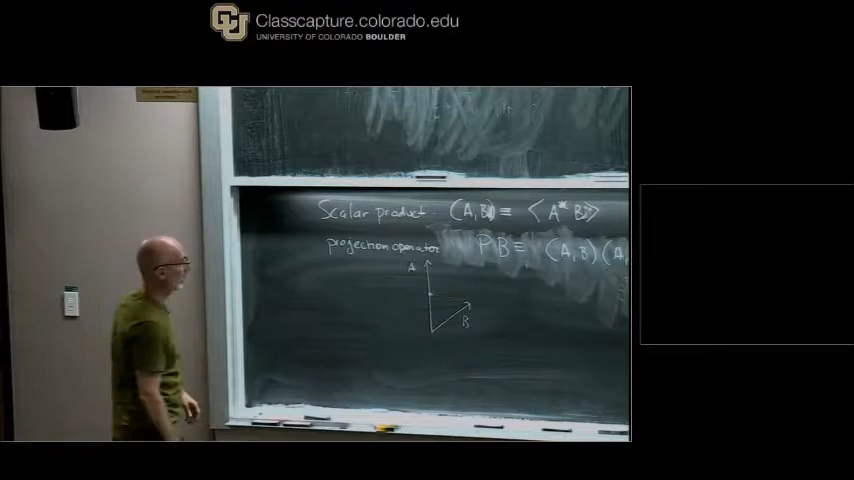 Classcapture.colorado.edu
UNIVERSITY OF COLORADO BOULDER
Scalar product: (A,B) ≡ <A* B>
projection operator PB ≡ (A,B)(A,
A
B